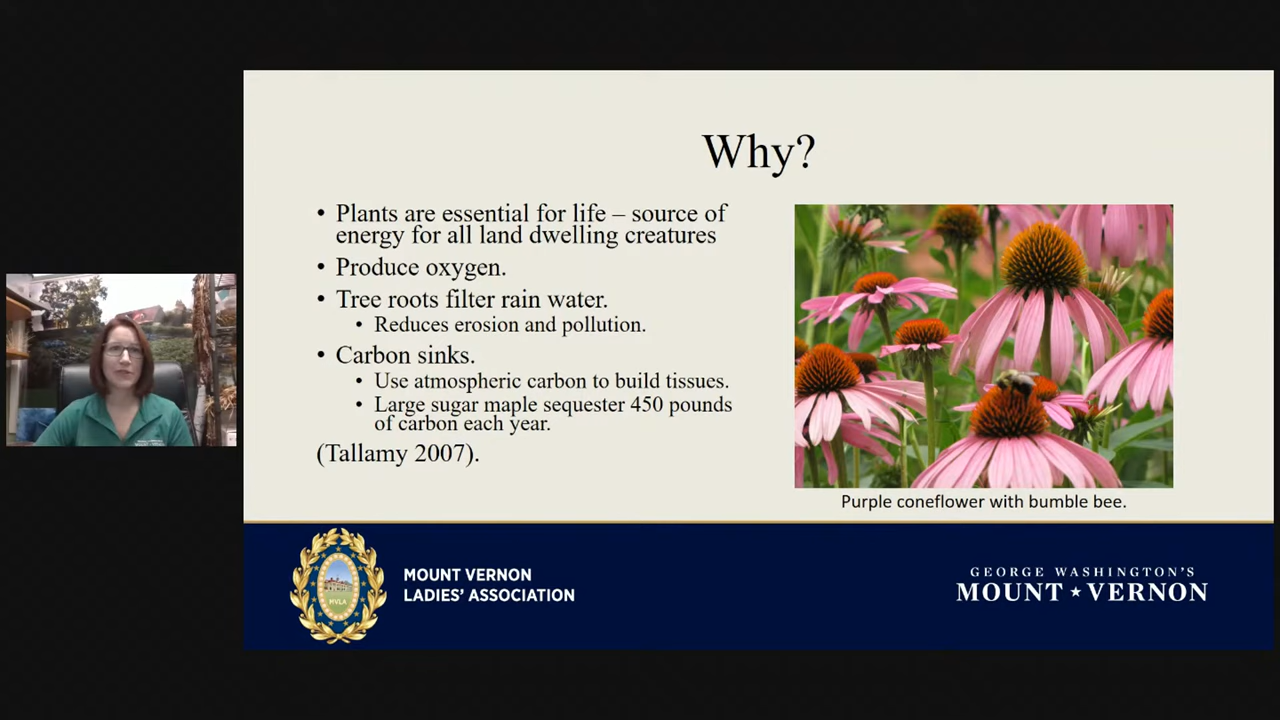 Why?
• Plants are essential for life – source of
energy for all land dwelling creatures
• Produce oxygen.
• Tree roots filter rain water.
• Reduces erosion and pollution.
• Carbon sinks.
• Use atmospheric carbon to build tissues.
• Large sugar maple sequester 450 pounds
of carbon each year.
(Tallamy 2007).
Purple coneflower with bumble bee.
MVLA
MOUNT VERNON
LADIES' ASSOCIATION
GEORGE WASHINGTON'S
MOUNT ★ VERNON